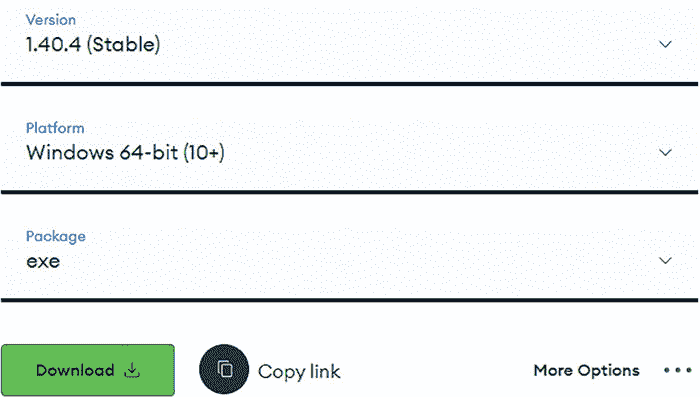 Version
1.40.4 (Stable)
Platform
Windows 64-bit (10+)
Package
exe
Download Copy link More Options